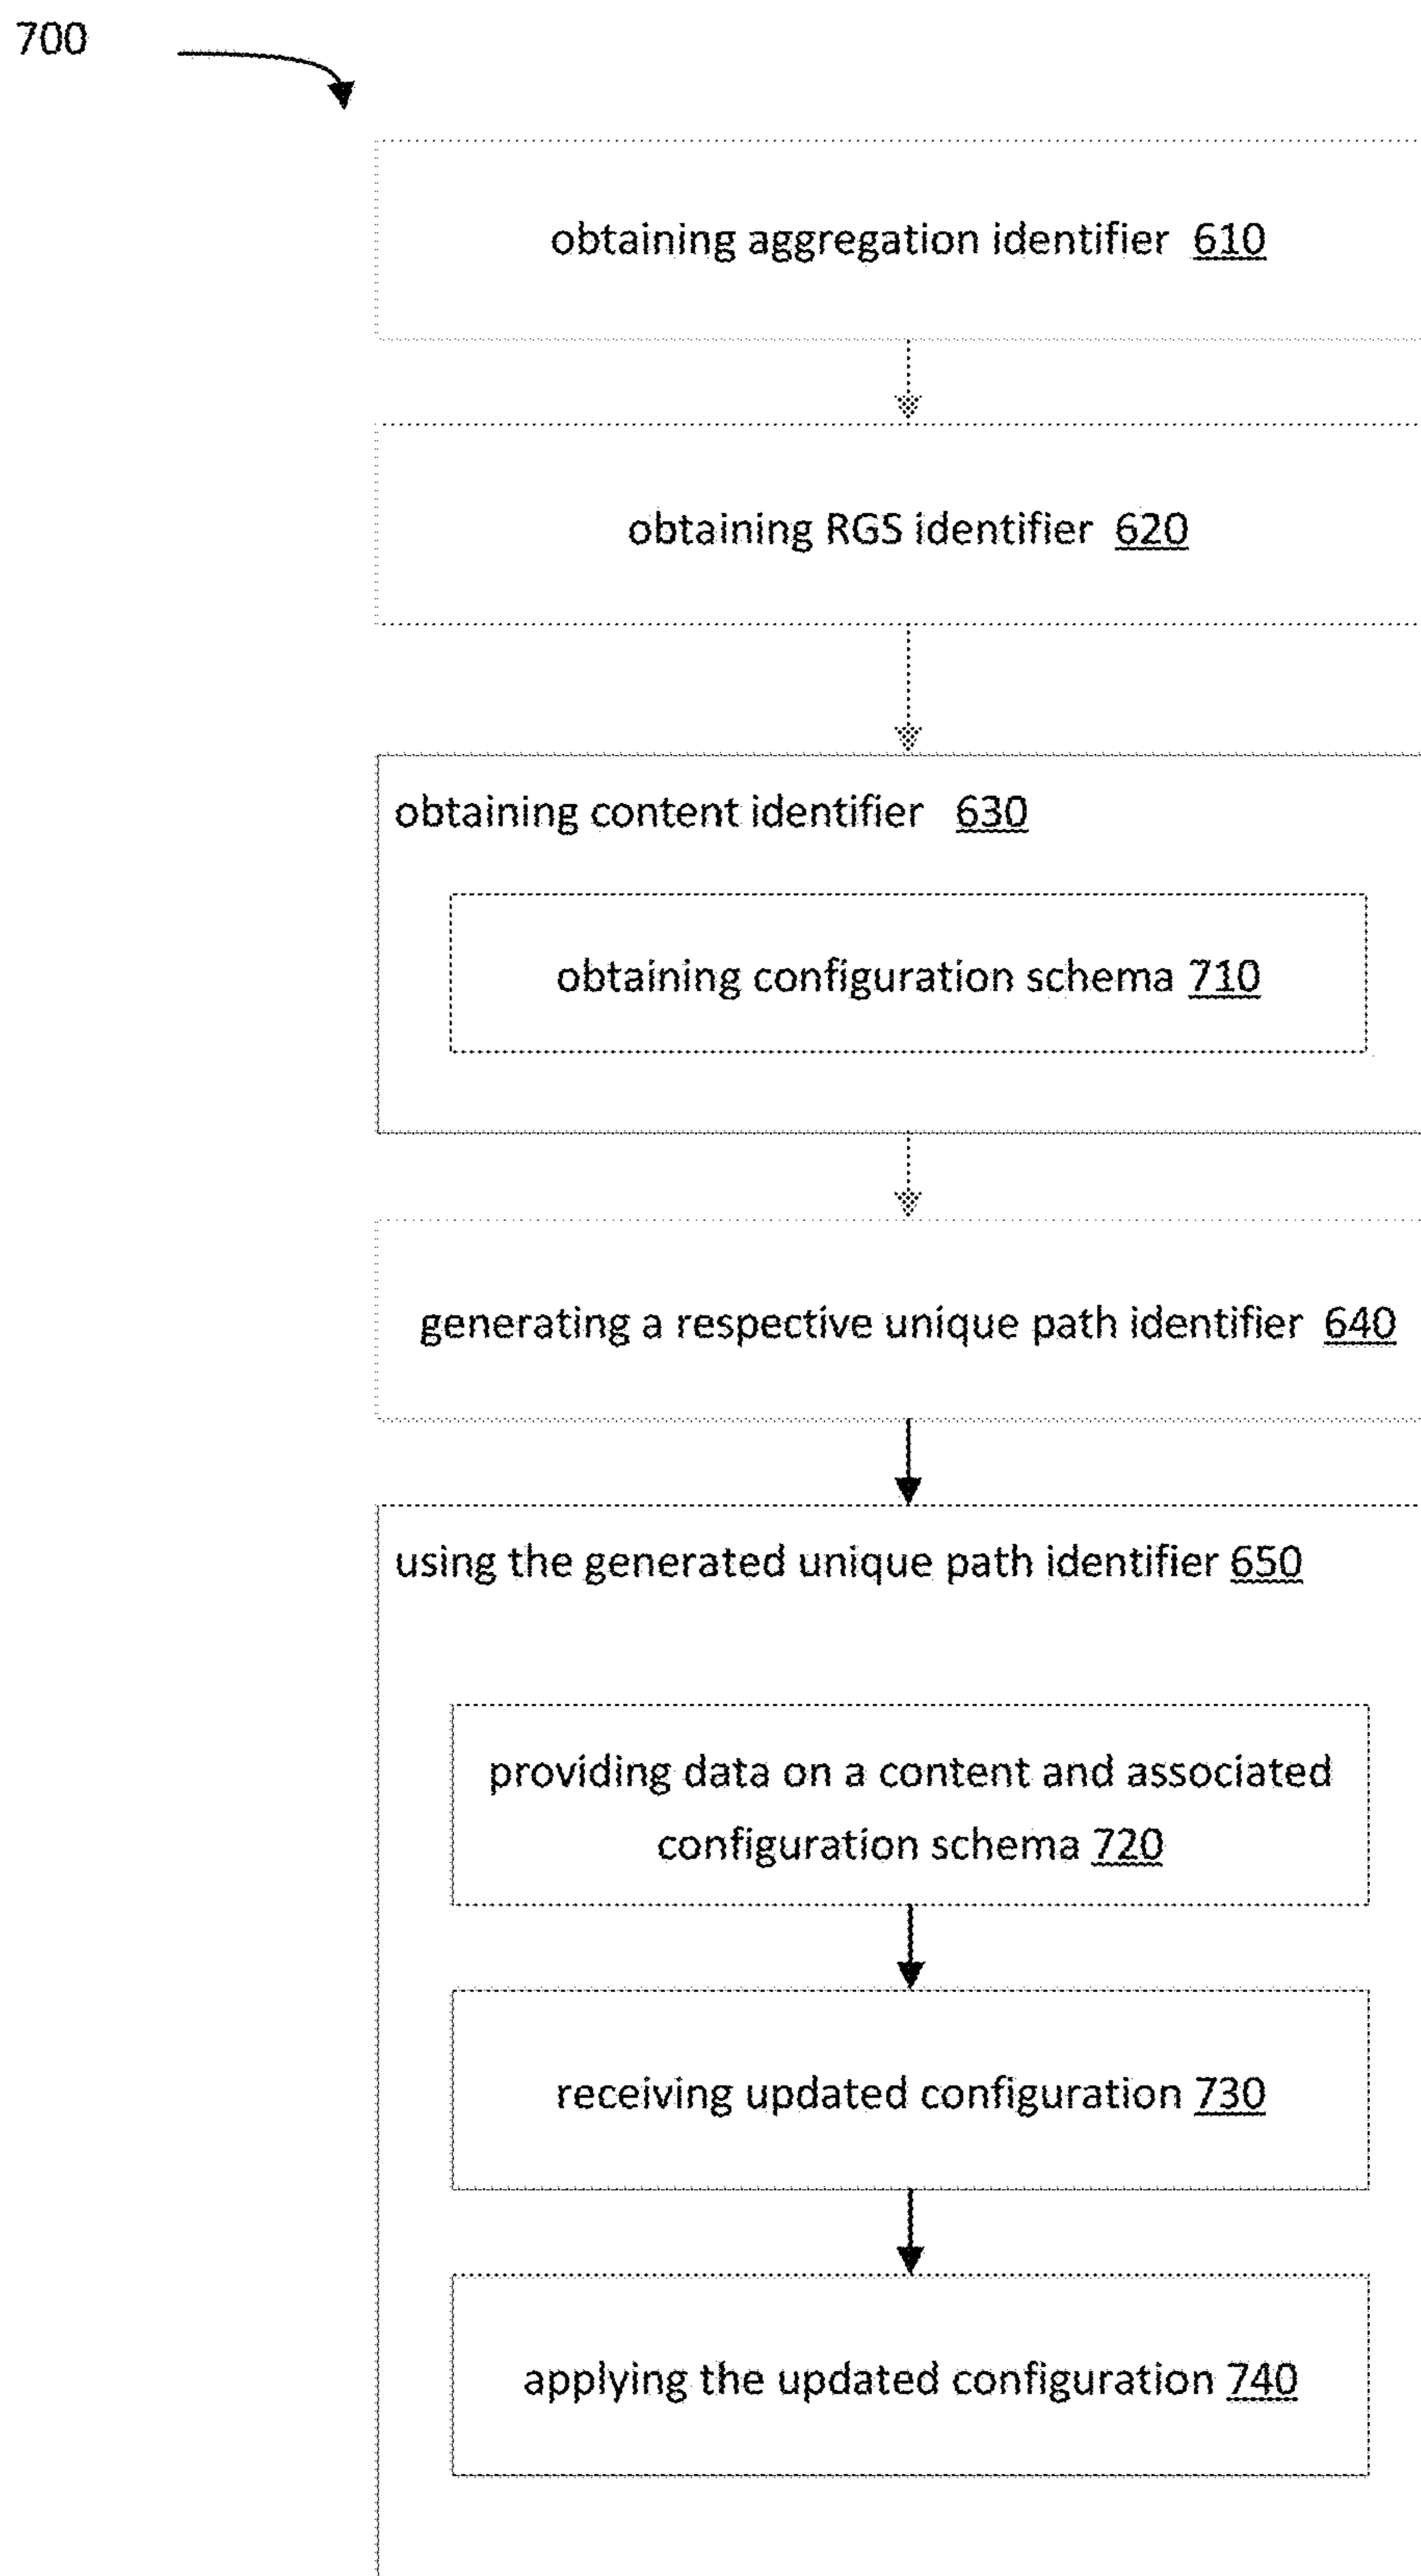 700
obtaining aggregation identifier 610
obtaining RGS identifier 620
obtaining content identifier 630
obtaining configuration schema 710
generating a respective unique path identifier 640
using the generated unique path identifier 650
providing data on a content and associated
configuration schema 720
receiving updated configuration 730
applying the updated configuration 740